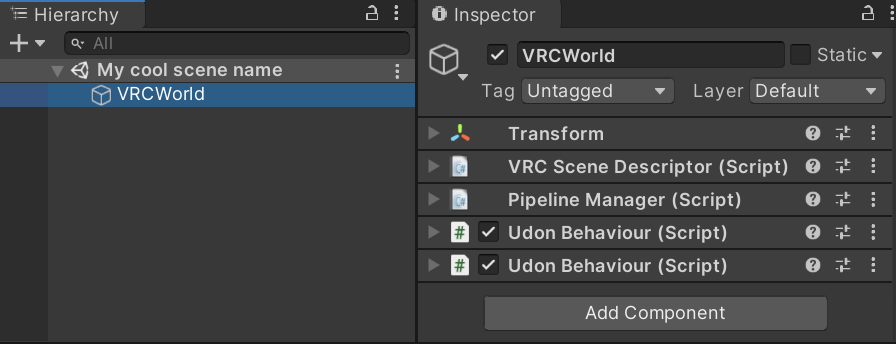 Hierarchy
All
My cool scene name
VRCWorld
Inspector
VRCWorld
Static
Tag Untagged Layer Default
Transform
VRC Scene Descriptor (Script)
Pipeline Manager (Script)
# Udon Behaviour (Script)
# Udon Behaviour (Script)
Add Component